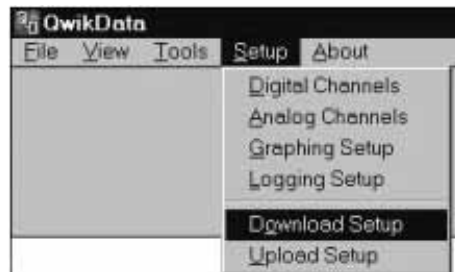 QwikData
File View Tools Setup About
Digital Channels
Analog Channels
Graphing Setup
Logging Setup
Download Setup
Upload Setup